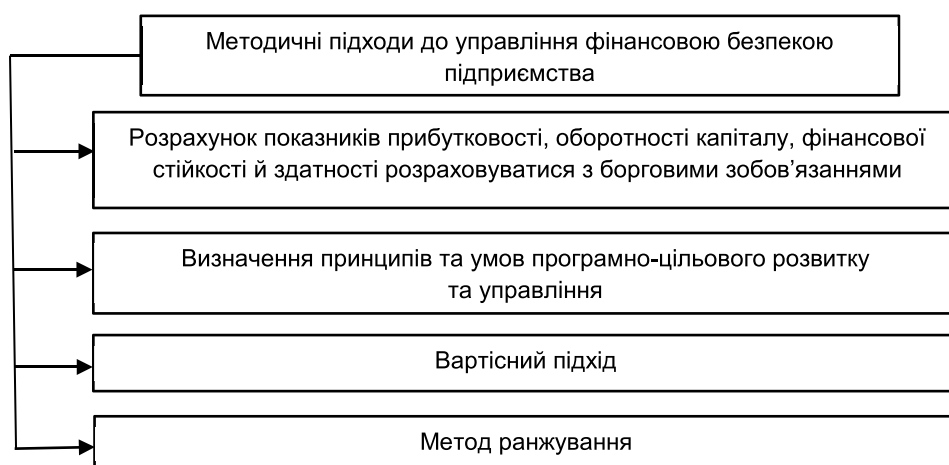 Методичні підходи до управління фінансовою безпекою
підприємства
Розрахунок показників прибутковості, оборотності капіталу, фінансової
стійкості й здатності розраховуватися з борговими зобов’язаннями
Визначення принципів та умов програмно-цільового розвитку
та управління
Вартісний підхід
Метод ранжування